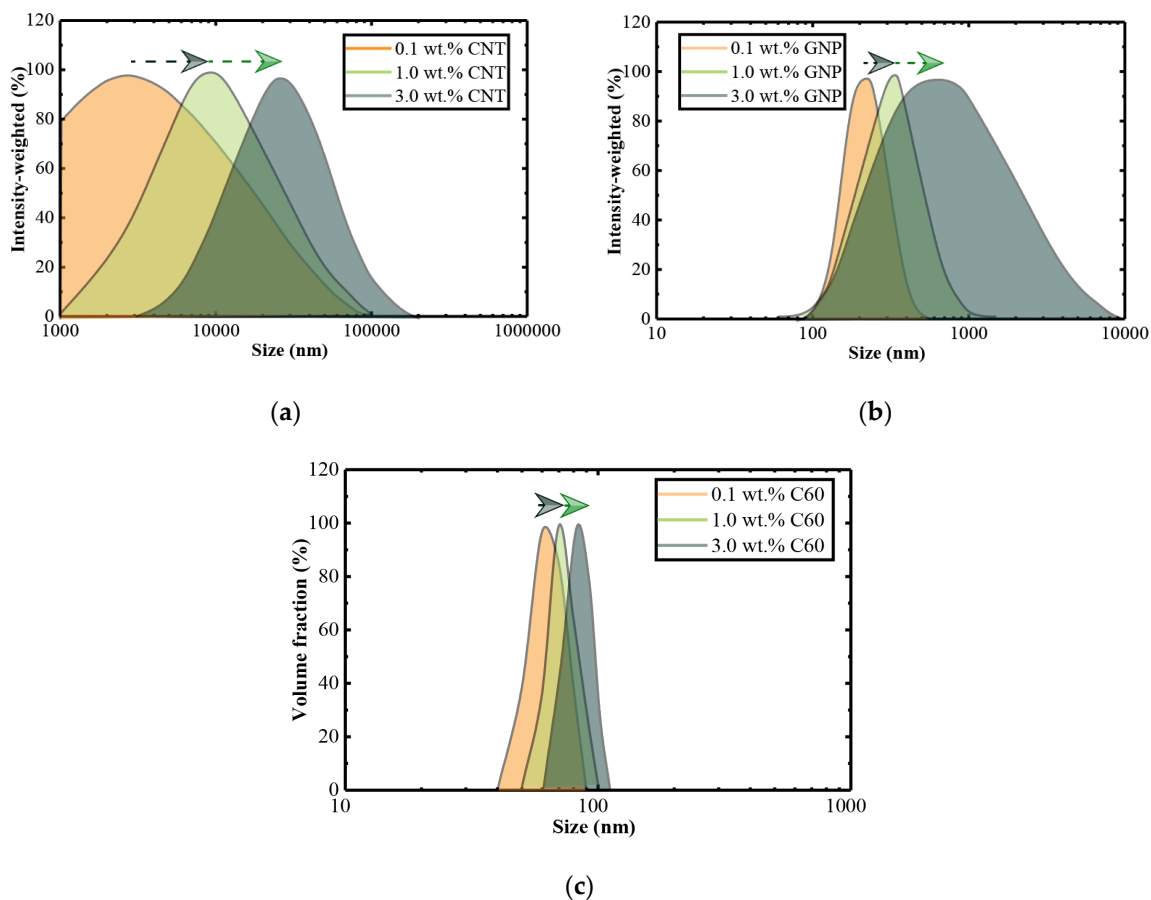 120
100
80
60
40
20
0
Intensity-weighted (%)
0.1 wt.% CNT
1.0 wt.% CNT
3.0 wt.% CNT
1000
10000
100000
1000000
Size (nm)
(a)
120
100
80
60
40
20
0
Intensity-weighted (%)
0.1 wt.% GNP
1.0 wt.% GNP
3.0 wt.% GNP
10
100
1000
10000
Size (nm)
(b)
120
100
80
60
40
20
0
Volume fraction (%)
0.1 wt.% C60
1.0 wt.% C60
3.0 wt.% C60
10
100
1000
Size (nm)
(c)